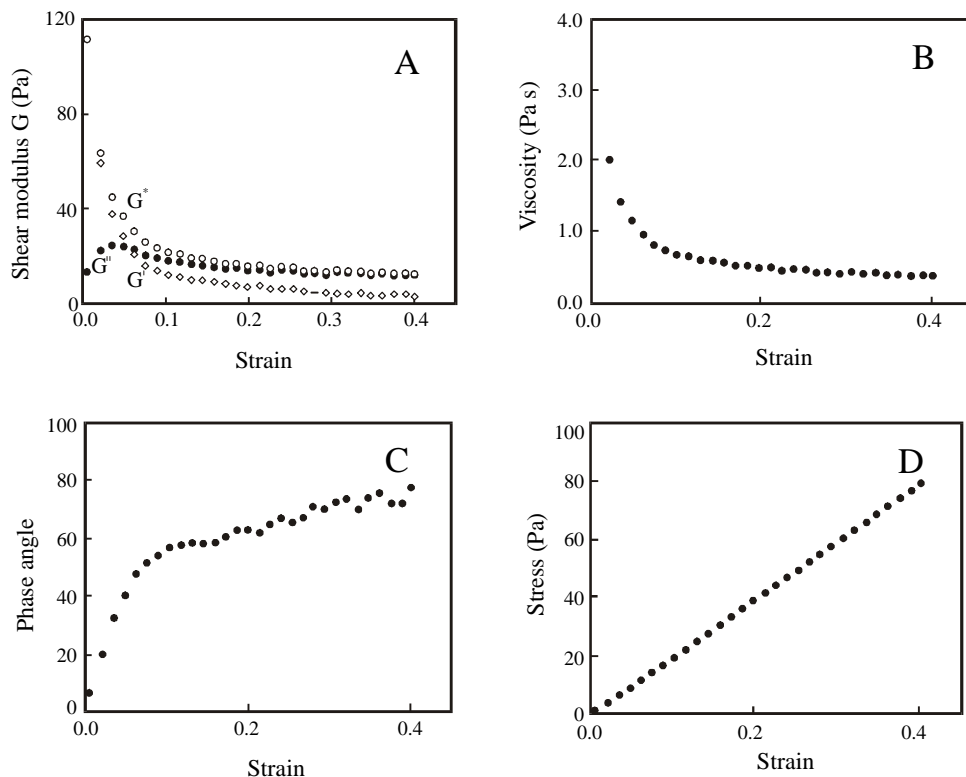 A
Shear modulus G (Pa)
120
80
40
0
G*
G"
G'
0.0 0.1 0.2 0.3 0.4
Strain
B
Viscosity (Pa s)
4.0
3.0
2.0
1.0
0.0
0.0 0.2 0.4
Strain
C
Phase angle
100
80
60
40
20
0
0.0 0.2 0.4
Strain
D
Stress (Pa)
100
80
60
40
20
0
0.0 0.2 0.4
Strain